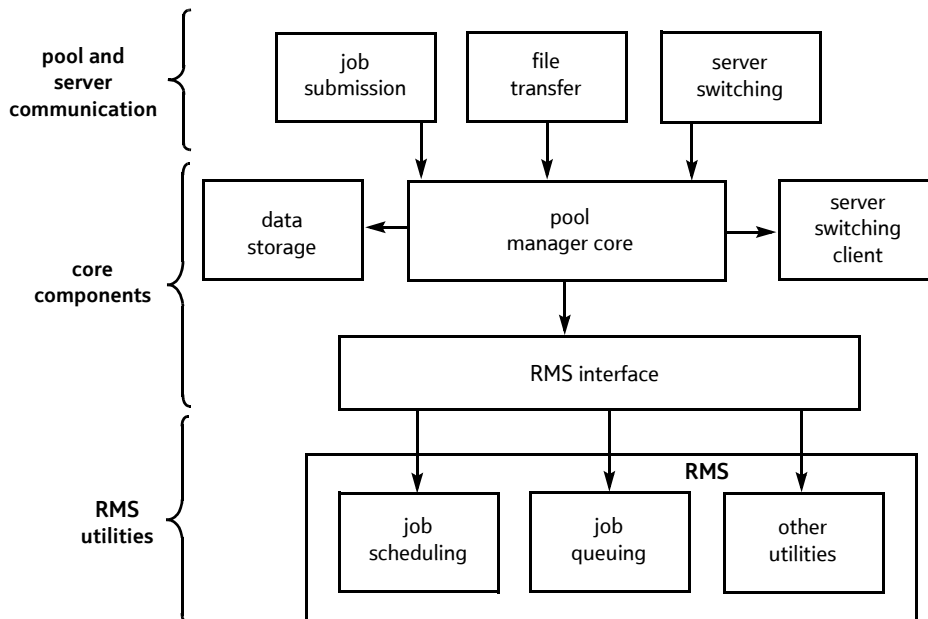 pool and
server
communication
job
submission
file
transfer
server
switching
core
components
data
storage
pool
manager core
server
switching
client
RMS interface
RMS
utilities
RMS
job
scheduling
job
queuing
other
utilities